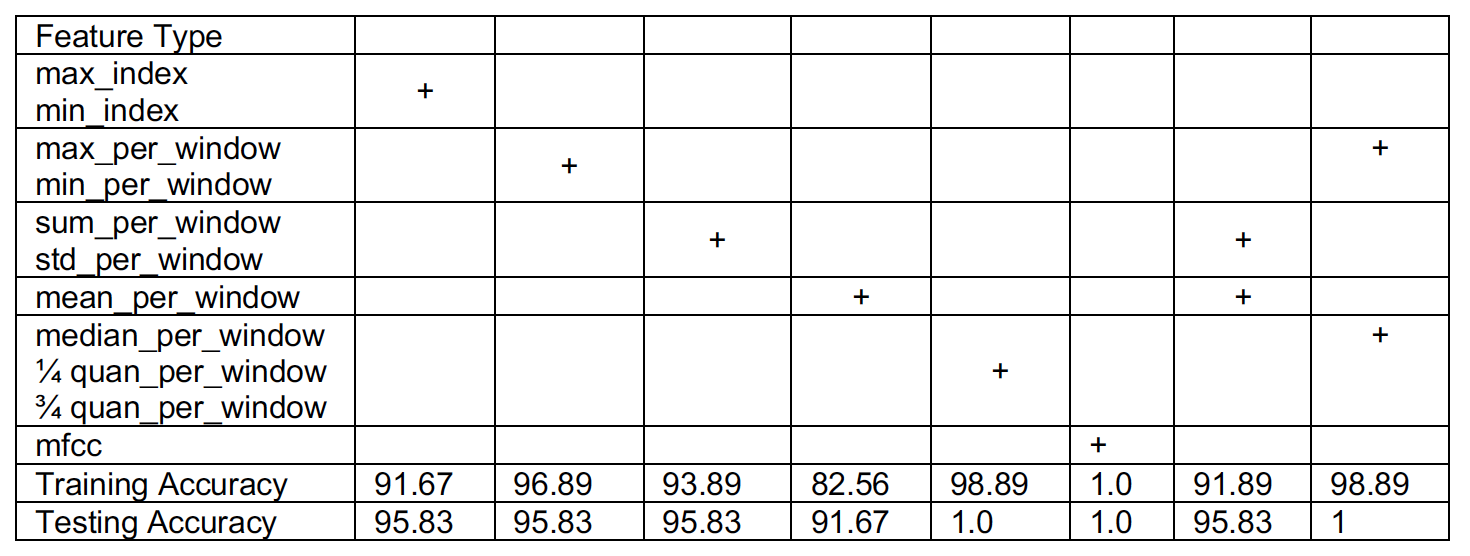 Feature Type
max_index
+
min_index
max_per_window +
+
min_per_window
sum_per_window
+ +
std_per_window
mean_per_window + +
median_per_window +
¼ quan_per_window +
¾ quan_per_window
mfcc +
Training Accuracy 91.67 96.89 93.89 82.56 98.89 1.0 91.89 98.89
Testing Accuracy 95.83 95.83 95.83 91.67 1.0 1.0 95.83 1